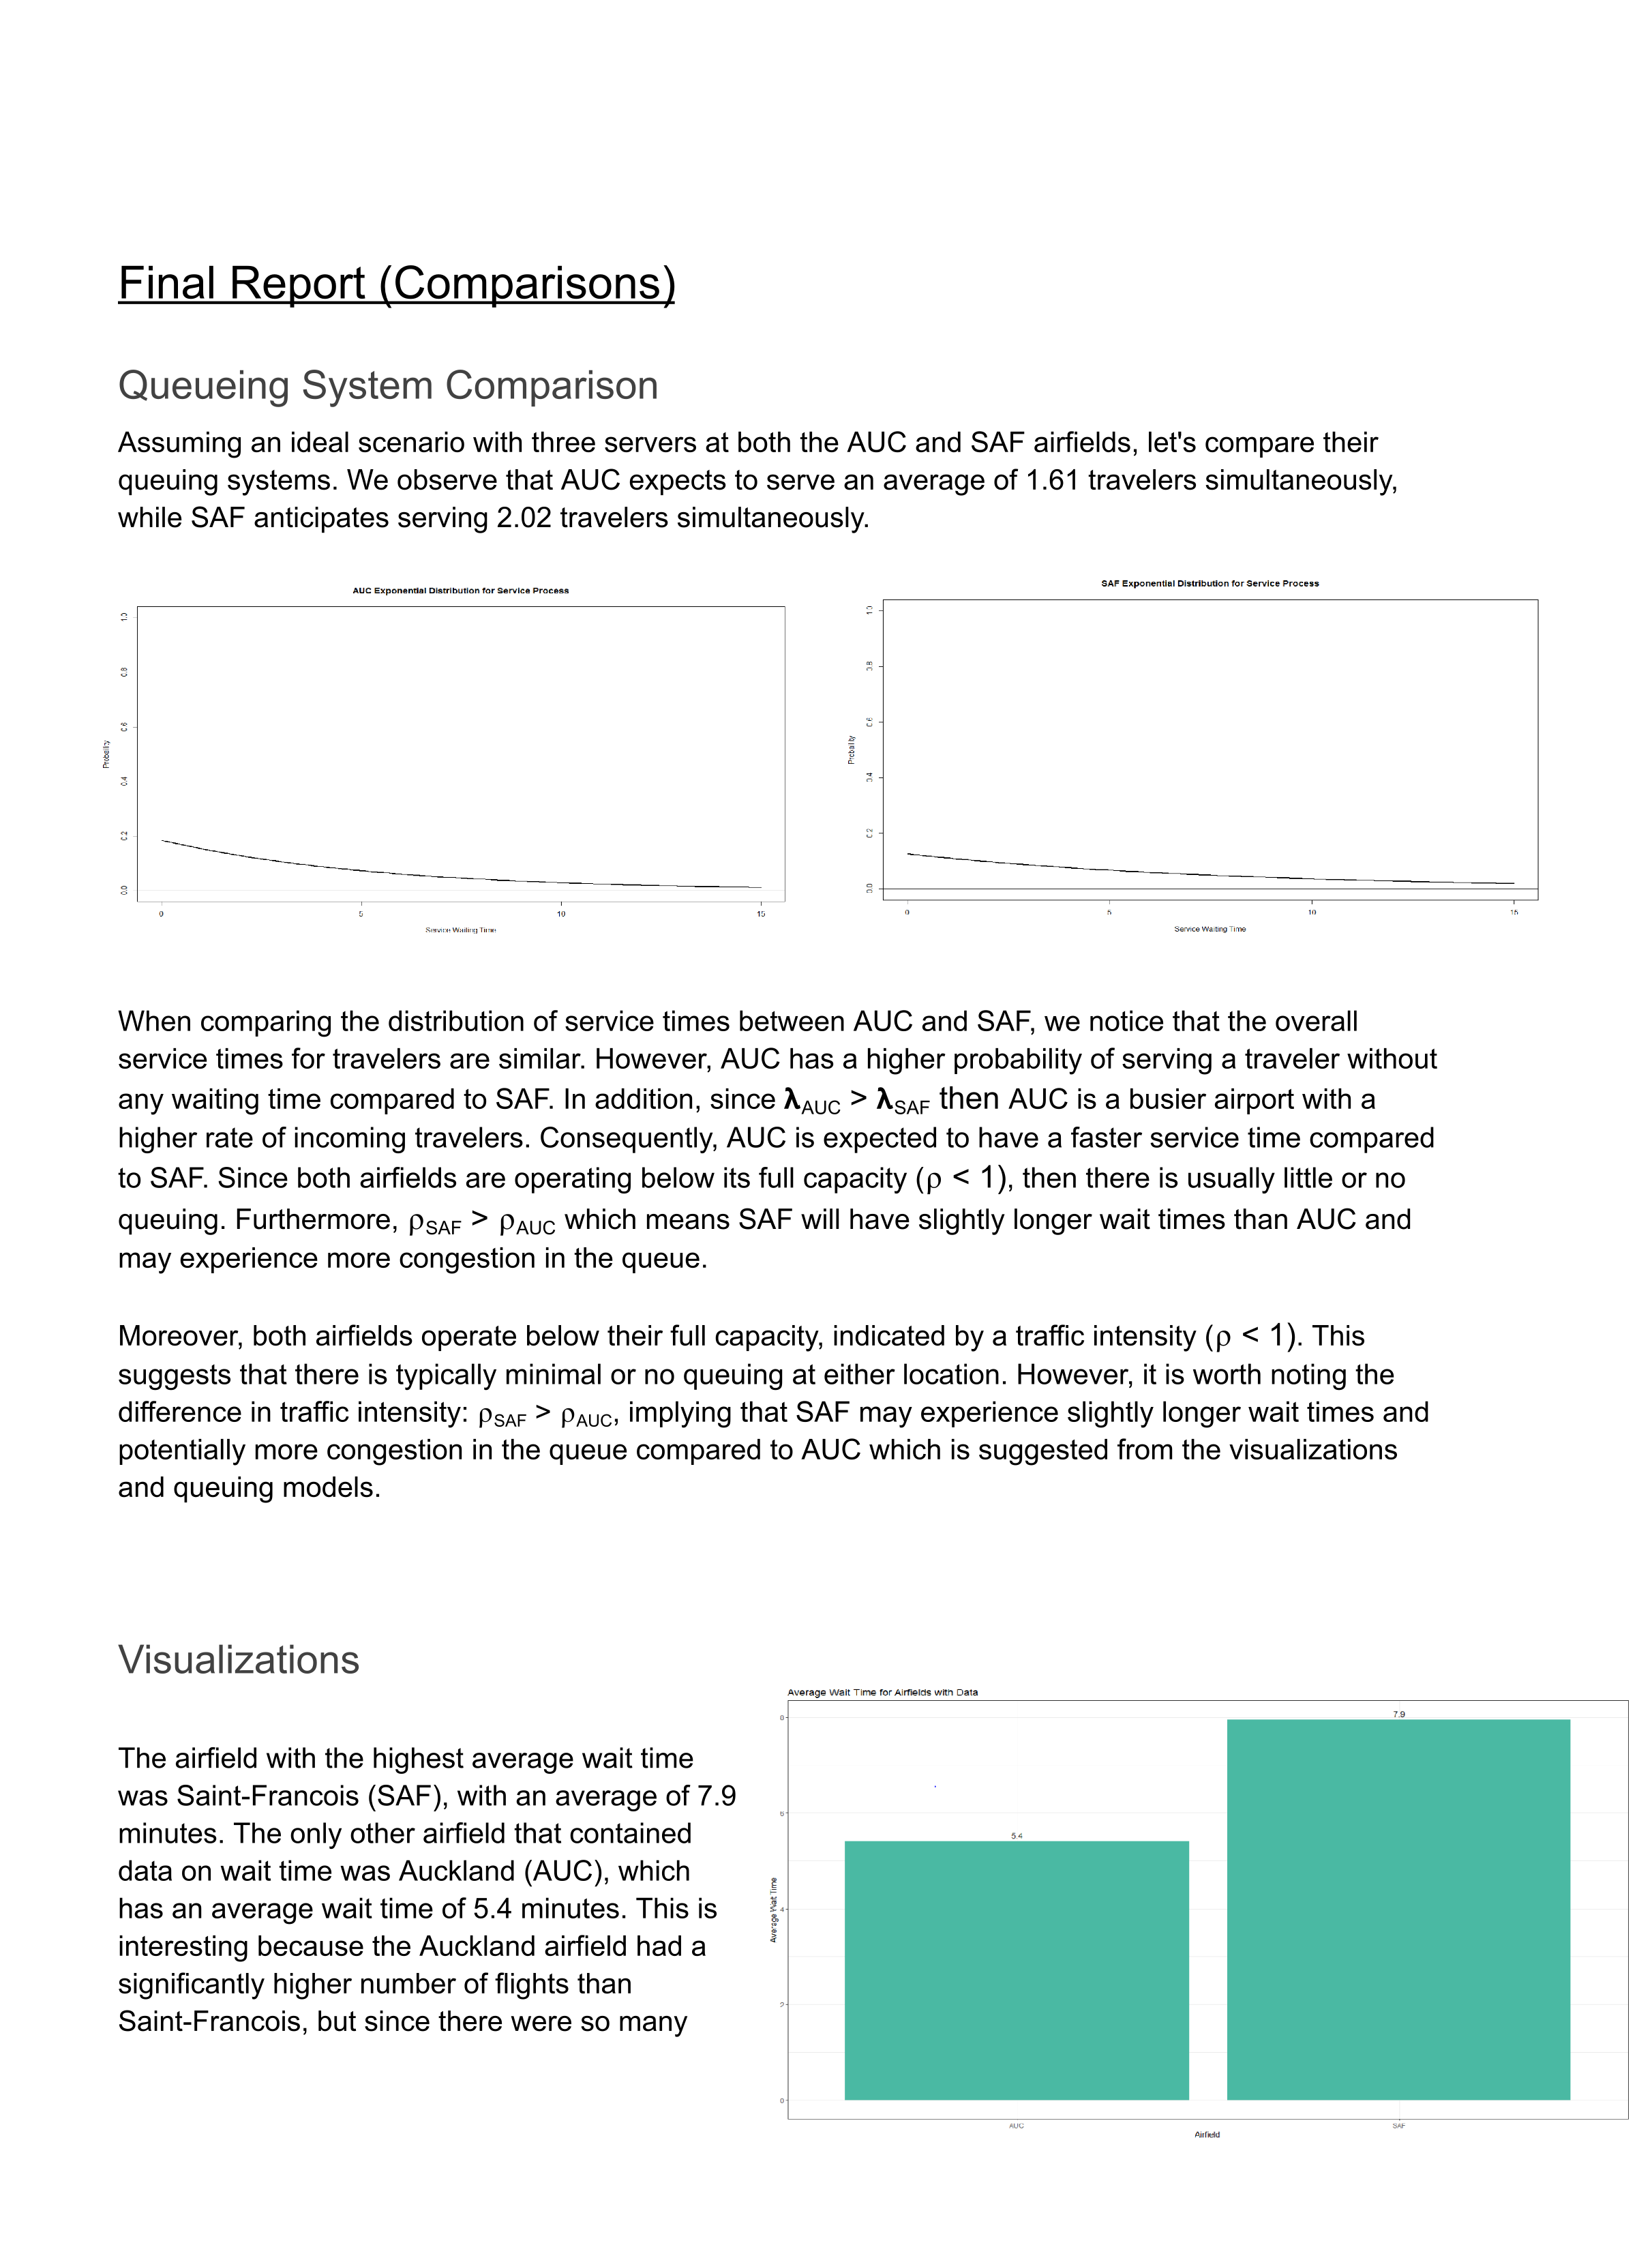 Final Report (Comparisons)
Queueing System Comparison
Assuming an ideal scenario with three servers at both the AUC and SAF airfields, let's compare their
queuing systems. We observe that AUC expects to serve an average of 1.61 travelers simultaneously,
while SAF anticipates serving 2.02 travelers simultaneously.
AUC Exponential Distribution for Service Process
1.0
0.8
0.6
0.4
0.2
0.0
Probability
0 5 10 15
Service Waiting Time
SAF Exponential Distribution for Service Process
1.0
0.8
0.6
0.4
0.2
0.0
Probability
0 5 10 15
Service Waiting Time
When comparing the distribution of service times between AUC and SAF, we notice that the overall
service times for travelers are similar. However, AUC has a higher probability of serving a traveler without
any waiting time compared to SAF. In addition, since λAUC > λSAF then AUC is a busier airport with a
higher rate of incoming travelers. Consequently, AUC is expected to have a faster service time compared
to SAF. Since both airfields are operating below its full capacity (ρ < 1), then there is usually little or no
queuing. Furthermore, ρSAF > ρAUC which means SAF will have slightly longer wait times than AUC and
may experience more congestion in the queue.
Moreover, both airfields operate below their full capacity, indicated by a traffic intensity (ρ < 1). This
suggests that there is typically minimal or no queuing at either location. However, it is worth noting the
difference in traffic intensity: ρSAF > ρAUC, implying that SAF may experience slightly longer wait times and
potentially more congestion in the queue compared to AUC which is suggested from the visualizations
and queuing models.
Visualizations
The airfield with the highest average wait time
was Saint-Francois (SAF), with an average of 7.9
minutes. The only other airfield that contained
data on wait time was Auckland (AUC), which
has an average wait time of 5.4 minutes. This is
interesting because the Auckland airfield had a
significantly higher number of flights than
Saint-Francois, but since there were so many
Average Wait Time for Airfields with Data
8
6
4
2
0
Average Wait Time
5.4
7.9
AUC SAF
Airfield